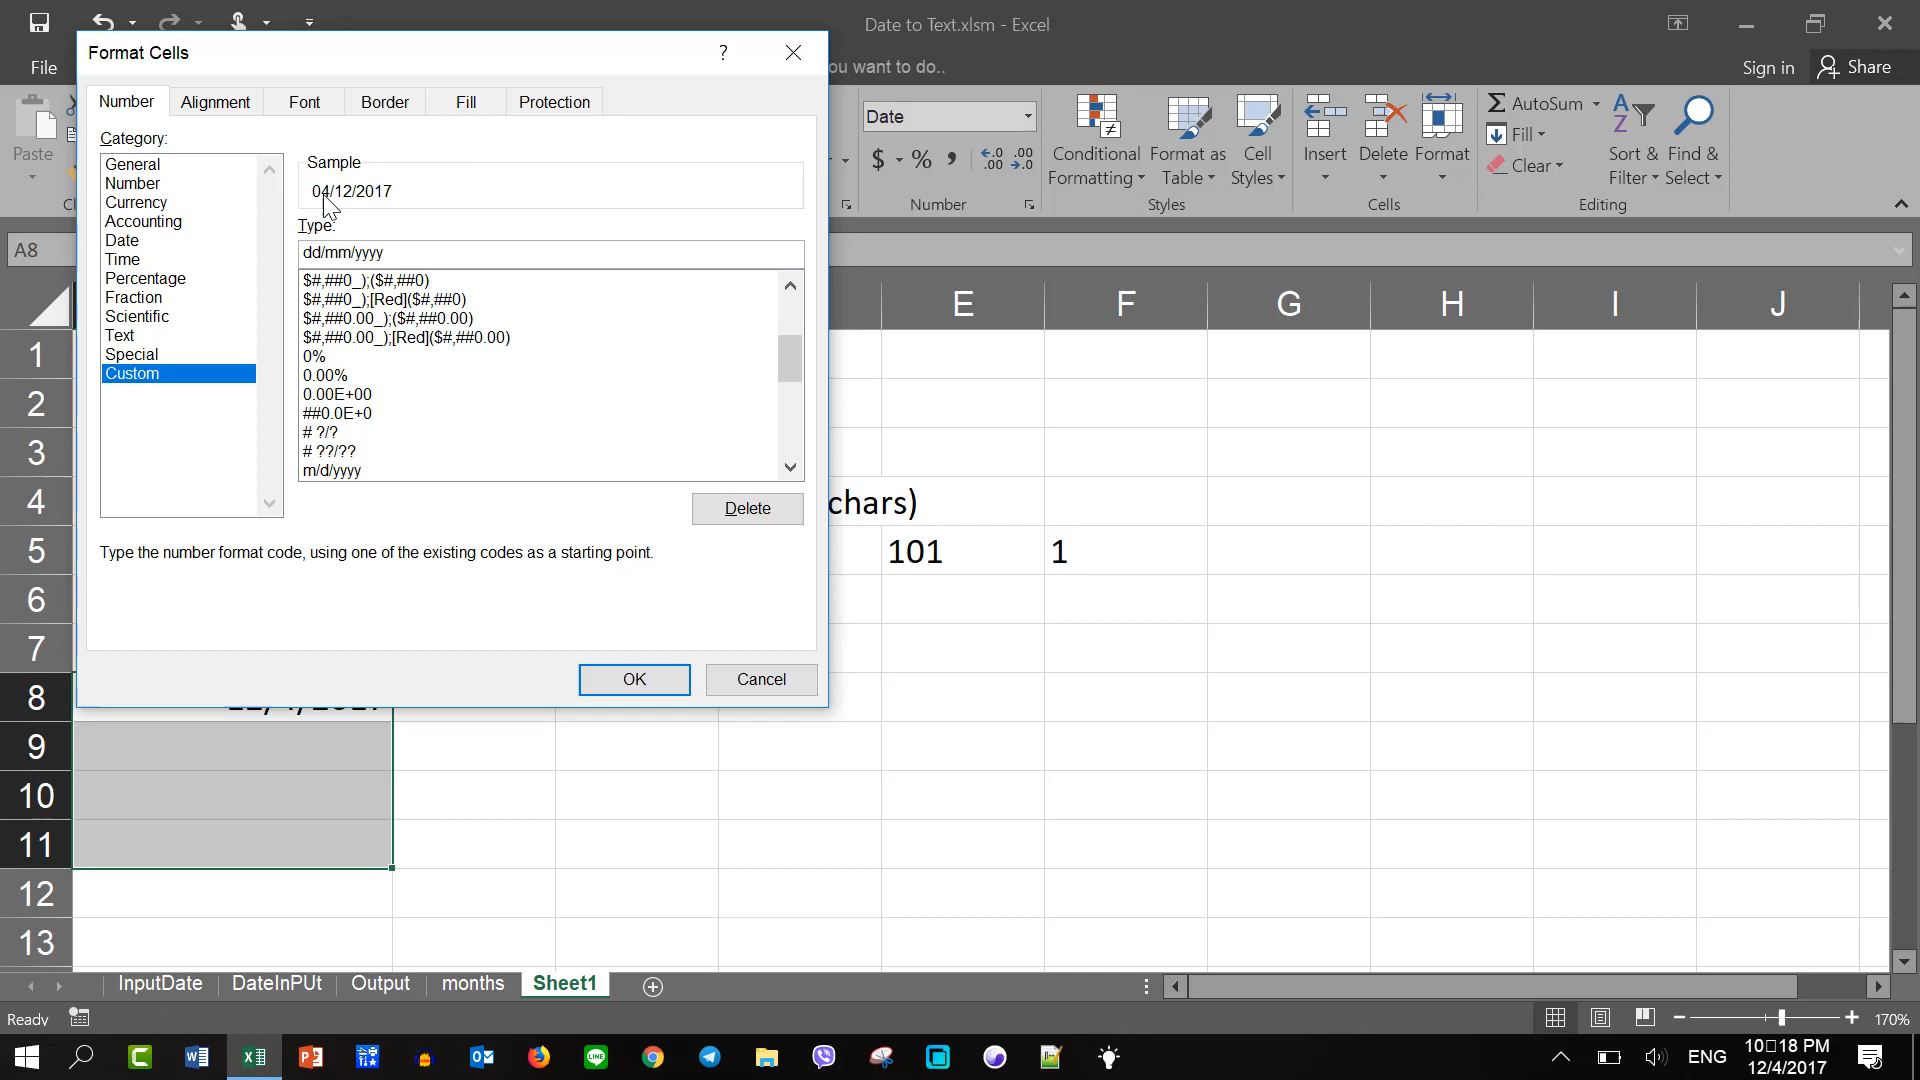 Date to Text.xlsm - Excel
Format Cells
File
you want to do..
Sign in
Share
Number
Alignment
Font
Border
Fill
Protection
Category:
General
Number
Currency
Accounting
Date
Time
Percentage
Fraction
Scientific
Text
Special
Custom
Sample
04/12/2017
Type:
dd/mm/yyyy
$#,##0_);($#,##0)
$#,##0_);[Red]($#,##0)
$#,##0.00_);($#,##0.00)
$#,##0.00_);[Red]($#,##0.00)
0%
0.00%
0.00E+00
##0.0E+0
# ?/?
# ??/??
m/d/yyyy
Delete
Type the number format code, using one of the existing codes as a starting point.
OK
Cancel
Paste
Date
$ % ,
Number
Conditional Formatting
Format as Table
Cell Styles
Styles
Insert
Delete
Format
Cells
AutoSum
Fill
Clear
Sort & Filter
Find & Select
Editing
A8
E F G H I J
1
2
3
4 chars)
5 101 1
6
7
8
9
10
11
12
13
InputDate DateInPUt Output months Sheet1
Ready
170%
ENG
10:18 PM
12/4/2017